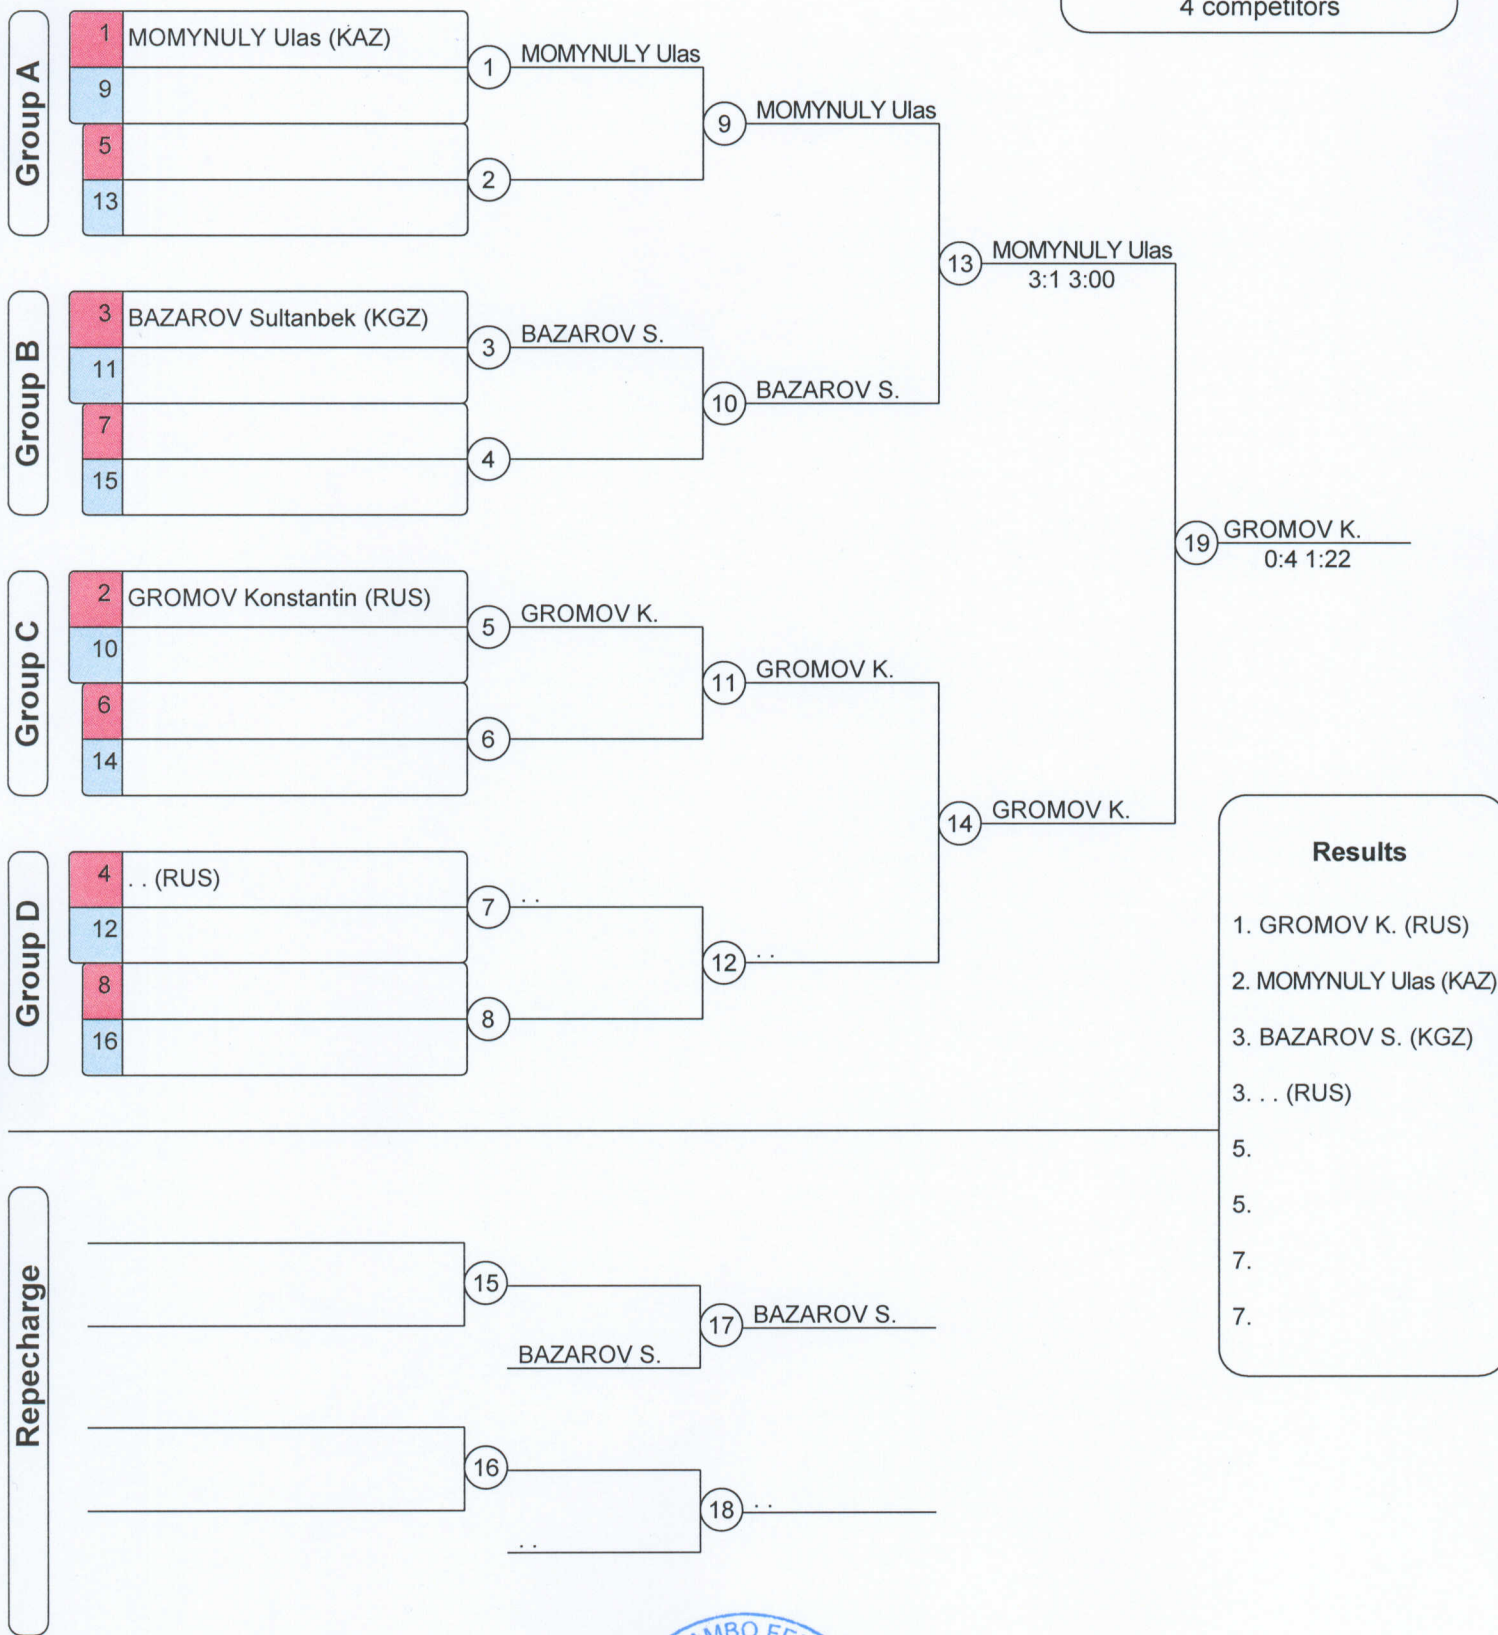 4 competitors
Group A
1 MOMYNULY Ulas (KAZ)
9
5
13
1 MOMYNULY Ulas
2
9 MOMYNULY Ulas
Group B
3 BAZAROV Sultanbek (KGZ)
11
7
15
3 BAZAROV S.
4
10 BAZAROV S.
13 MOMYNULY Ulas
3:1 3:00
Group C
2 GROMOV Konstantin (RUS)
10
6
14
5 GROMOV K.
6
11 GROMOV K.
Group D
4 . . (RUS)
12
8
16
7 . .
8
12 . .
14 GROMOV K.
19 GROMOV K.
0:4 1:22
Results
1. GROMOV K. (RUS)
2. MOMYNULY Ulas (KAZ)
3. BAZAROV S. (KGZ)
3. . . (RUS)
5.
5.
7.
7.
Repecharge
15
BAZAROV S.
17 BAZAROV S.
16
. .
18 . .